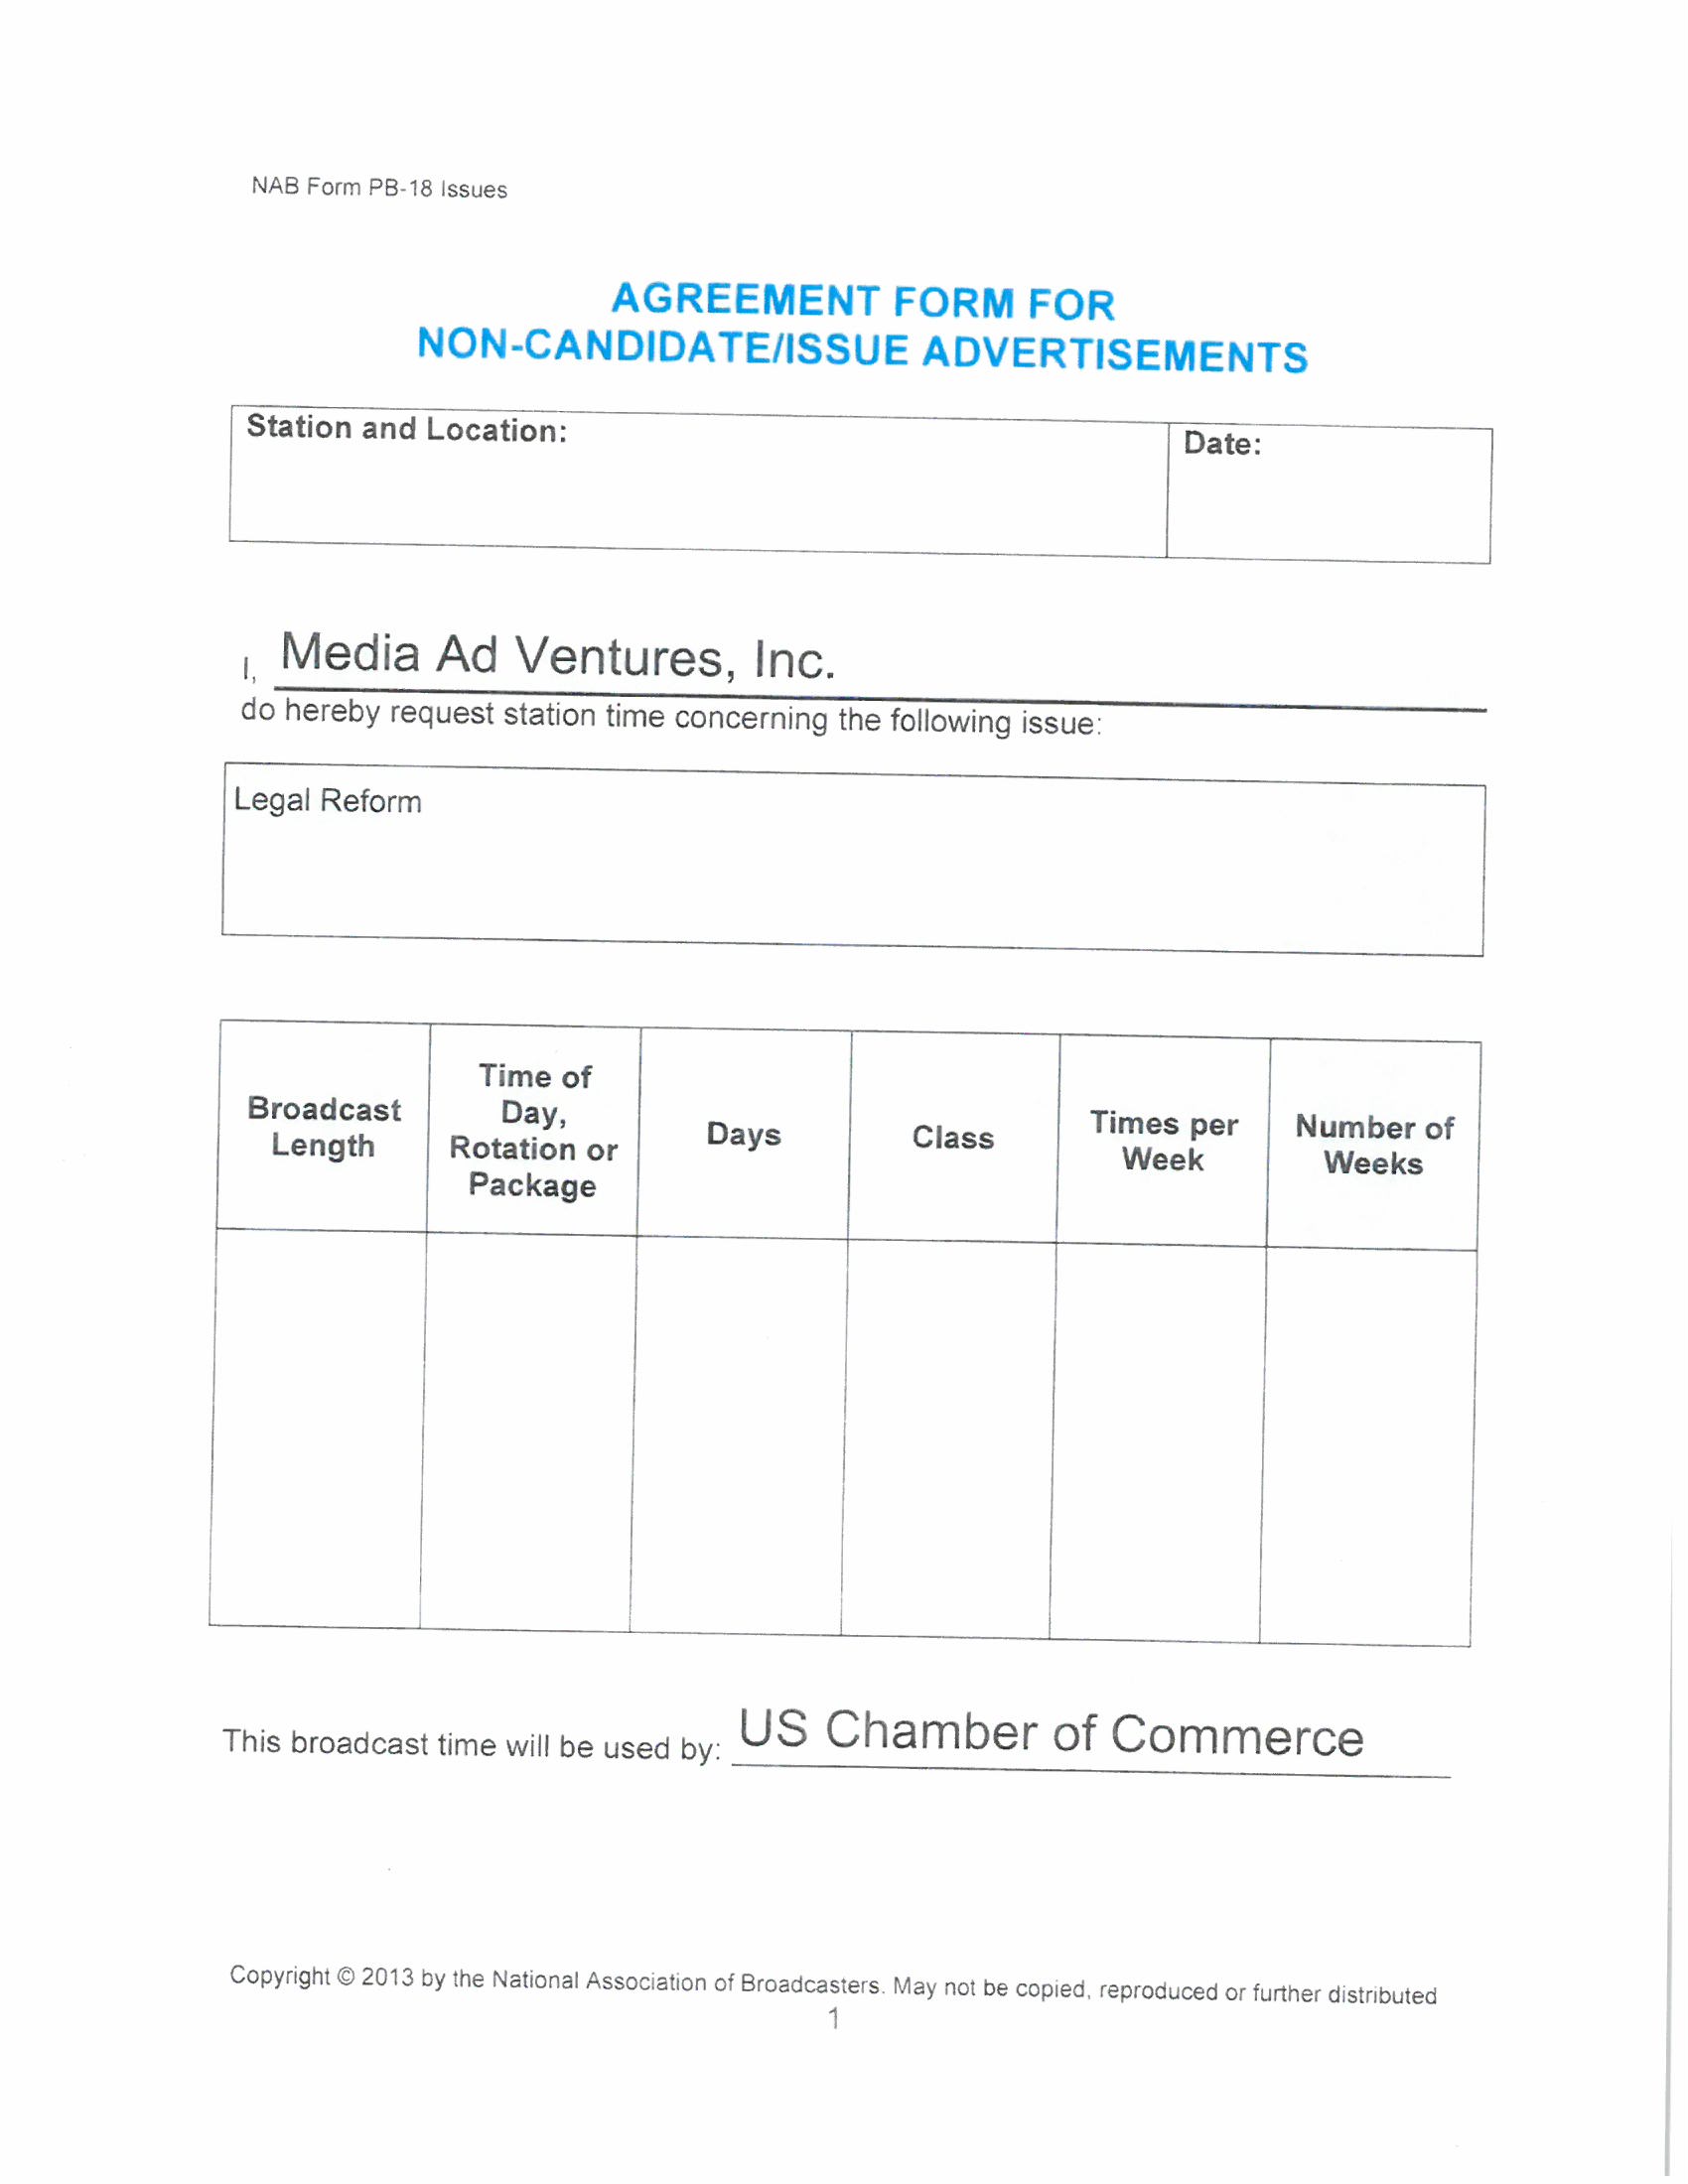 NAB Form PB-18 Issues
AGREEMENT FORM FOR
NON-CANDIDATE/ISSUE ADVERTISEMENTS
Station and Location:
Date:
I, Media Ad Ventures, Inc.
do hereby request station time concerning the following issue:
Legal Reform
Broadcast
Length
Time of
Day,
Rotation or
Package
Days
Class
Times per
Week
Number of
Weeks
This broadcast time will be used by: US Chamber of Commerce
Copyright © 2013 by the National Association of Broadcasters. May not be copied, reproduced or further distributed
1